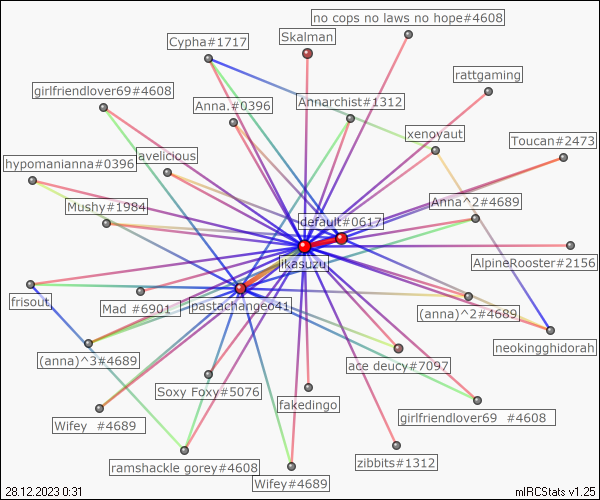 no cops no laws no hope#4608
Skalman
Cypha#1717
rattgaming
girlfriendlover69#4608
Anna.#0396
Annarchist#1312
xenoyaut
Toucan#2473
hypomanianna#0396
avelicious
Mushy#1984
Anna^2#4689
default#0617
ikasuzu
AlpineRooster#2156
frisout
Mad #6901
pastachangeo41
(anna)^2#4689
(anna)^3#4689
neokingghidorah
ace deucy#7097
Soxy Foxy#5076
fakedingo
Wifey #4689
girlfriendlover69 #4608
ramshackle gorey#4608
zibbits#1312
Wifey#4689
28.12.2023 0:31
mIRCStats v1.25